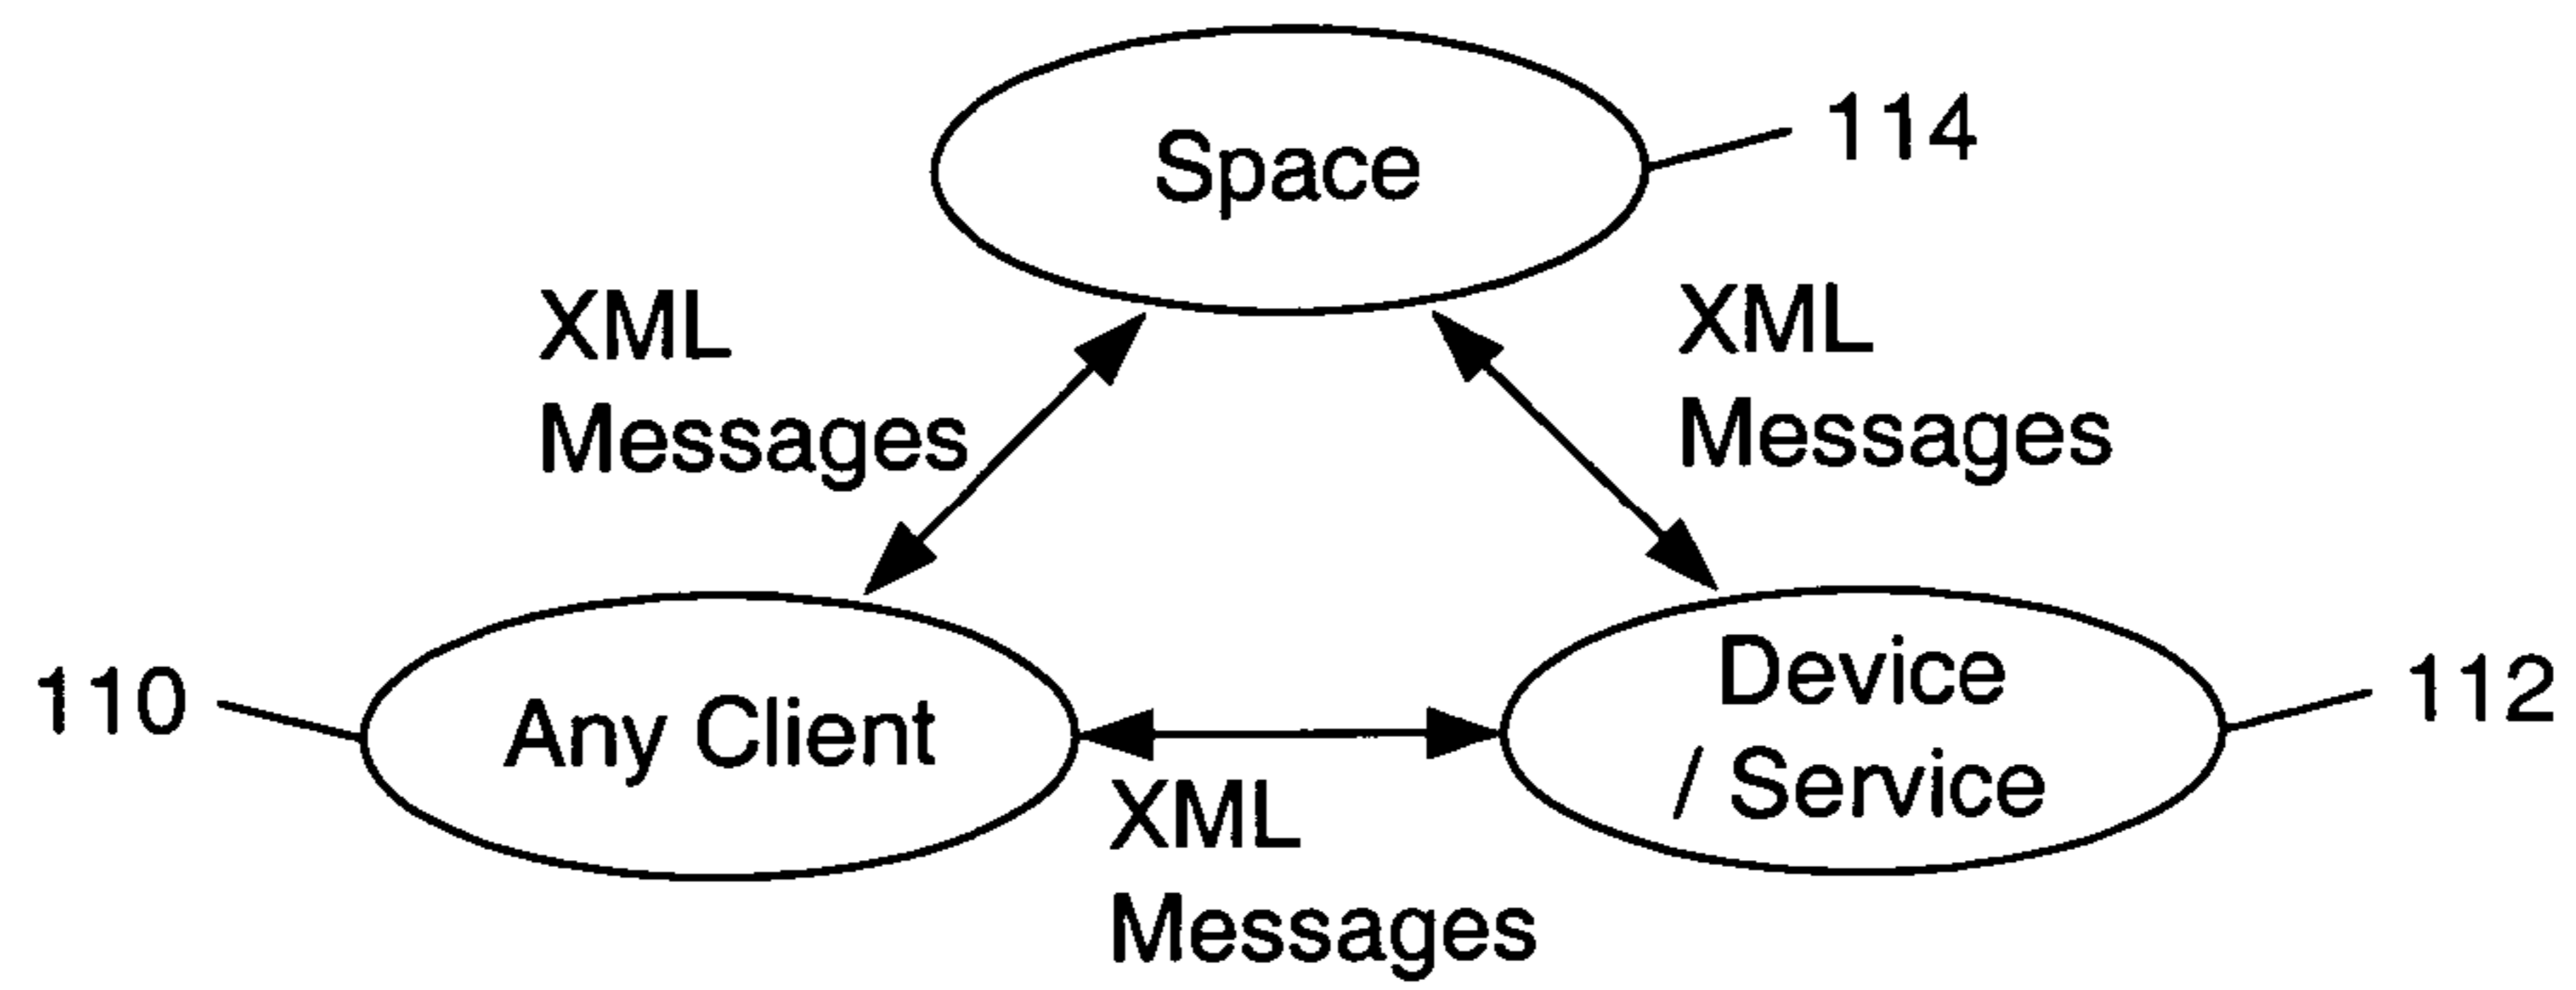 Space
114
XML
Messages
XML
Messages
110
Any Client
Device
/ Service
112
XML
Messages